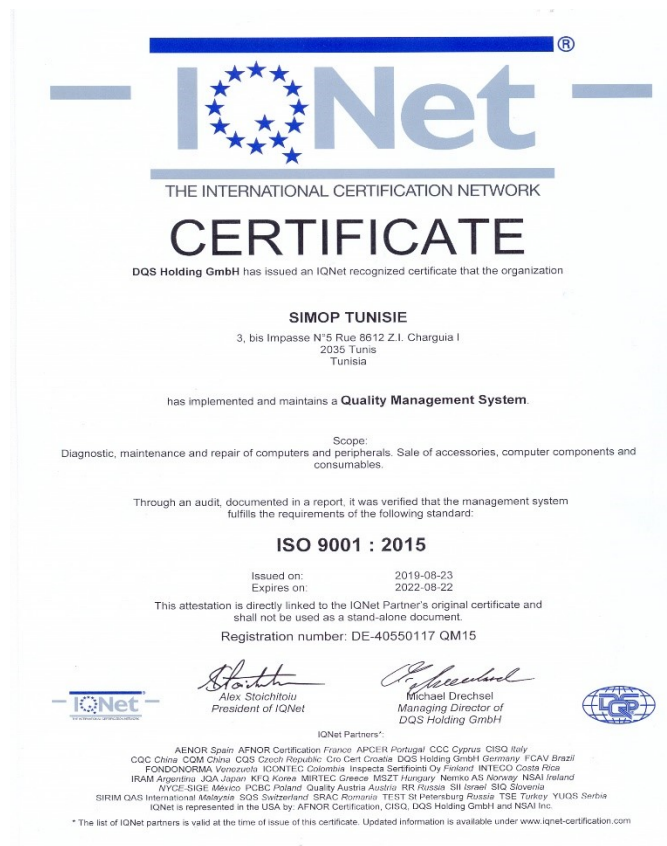 IQNet ®
THE INTERNATIONAL CERTIFICATION NETWORK
CERTIFICATE
DQS Holding GmbH has issued an IQNet recognized certificate that the organization
SIMOP TUNISIE
3, bis Impasse N°5 Rue 8612 Z.I. Charguia I
2035 Tunis
Tunisia
has implemented and maintains a Quality Management System.
Scope:
Diagnostic, maintenance and repair of computers and peripherals. Sale of accessories, computer components and
consumables.
Through an audit, documented in a report, it was verified that the management system
fulfills the requirements of the following standard:
ISO 9001 : 2015
Issued on: 2019-08-23
Expires on: 2022-08-22
This attestation is directly linked to the IQNet Partner's original certificate and
shall not be used as a stand-alone document.
Registration number: DE-40550117 QM15
Alex Stoichitoiu
President of IQNet
Michael Drechsel
Managing Director of
DQS Holding GmbH
IQNet
DQS
IQNet Partners*:
AENOR Spain AFNOR Certification France APCER Portugal CCC Cyprus CISQ Italy
CQC China CQM China CQS Czech Republic Cro Cert Croatia DQS Holding GmbH Germany FCAV Brazil
FONDONORMA Venezuela ICONTEC Colombia Inspecta Sertifiointi Oy Finland INTECO Costa Rica
IRAM Argentina JQA Japan KFQ Korea MIRTEC Greece MSZT Hungary Nemko AS Norway NSAI Ireland
NYCE-SIGE México PCBC Poland Quality Austria Austria RR Russia SII Israel SIQ Slovenia
SIRIM QAS International Malaysia SQS Switzerland SRAC Romania TEST St Petersburg Russia TSE Turkey YUQS Serbia
IQNet is represented in the USA by: AFNOR Certification, CISQ, DQS Holding GmbH and NSAI Inc.
* The list of IQNet partners is valid at the time of issue of this certificate. Updated information is available under www.iqnet-certification.com